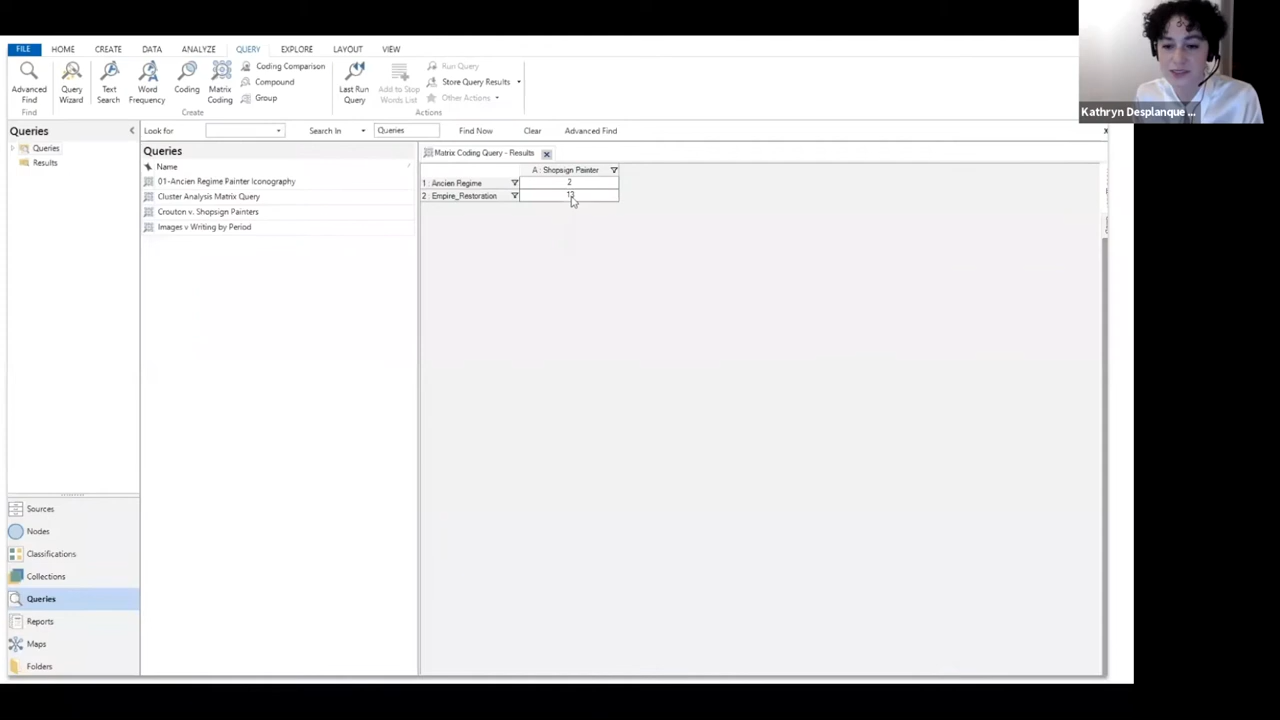 FILE HOME CREATE DATA ANALYZE QUERY EXPLORE LAYOUT VIEW
Advanced Find
Query Wizard
Text Search
Word Frequency
Coding
Matrix Coding
Coding Comparison
Compound
Group
Last Run Query
Add to Stop Words List
Run Query
Store Query Results
Other Actions
Find Create Actions
Kathryn Desplanque ...
Queries
Look for Search In Queries Find Now Clear Advanced Find
Queries
Results
Queries
Name
01-Ancien Regime Painter Iconography
Cluster Analysis Matrix Query
Crouton v. Shopsign Painters
Images v Writing by Period
Matrix Coding Query - Results
A : Shopsign Painter
1 : Ancien Regime 2
2 : Empire_Restoration 13
Sources
Nodes
Classifications
Collections
Queries
Reports
Maps
Folders